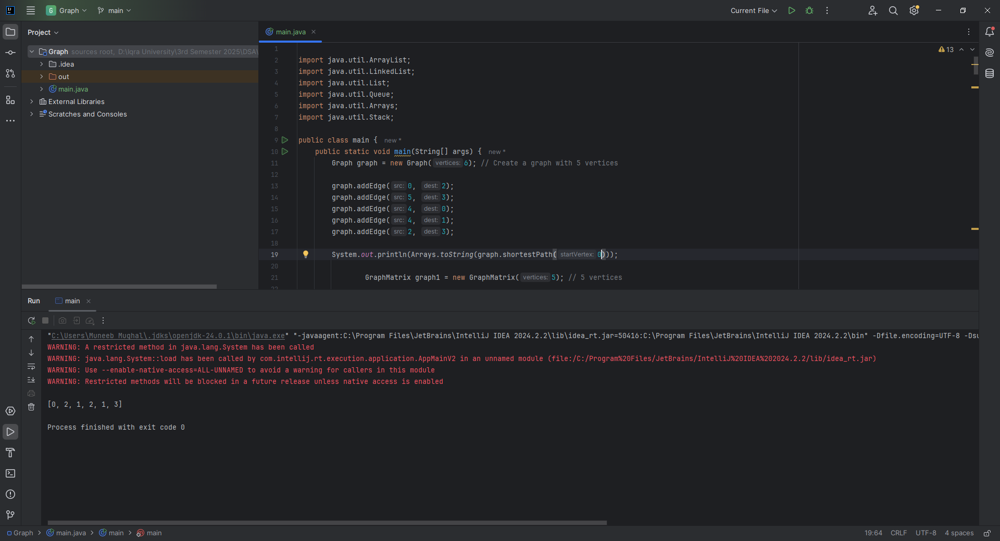 G Graph main Current File
Project
main.java
Graph sources root, D:\Iqra University\3rd Semester 2025\DSA\
.idea
out
main.java
External Libraries
Scratches and Consoles
13
1
2 import java.util.ArrayList;
3 import java.util.LinkedList;
4 import java.util.List;
5 import java.util.Queue;
6 import java.util.Arrays;
7 import java.util.Stack;
8
9 public class main { new *
10 public static void main(String[] args) { new *
11 Graph graph = new Graph( vertices: 6); // Create a graph with 5 vertices
12
13 graph.addEdge( src: 0, dest: 2);
14 graph.addEdge( src: 5, dest: 3);
15 graph.addEdge( src: 4, dest: 0);
16 graph.addEdge( src: 4, dest: 1);
17 graph.addEdge( src: 2, dest: 3);
18
19 System.out.println(Arrays.toString(graph.shortestPath( startVertex: 0)));
20
21 GraphMatrix graph1 = new GraphMatrix( vertices: 5); // 5 vertices
22
Run main
"C:\Users\Muneeb Mughal\.jdks\openjdk-24.0.1\bin\java.exe" "-javaagent:C:\Program Files\JetBrains\IntelliJ IDEA 2024.2.2\lib\idea_rt.jar=50416:C:\Program Files\JetBrains\IntelliJ IDEA 2024.2.2\bin" -Dfile.encoding=UTF-8 -Dsu
WARNING: A restricted method in java.lang.System has been called
WARNING: java.lang.System::load has been called by com.intellij.rt.execution.application.AppMainV2 in an unnamed module (file:/C:/Program%20Files/JetBrains/IntelliJ%20IDEA%202024.2.2/lib/idea_rt.jar)
WARNING: Use --enable-native-access=ALL-UNNAMED to avoid a warning for callers in this module
WARNING: Restricted methods will be blocked in a future release unless native access is enabled
[0, 2, 1, 2, 1, 3]
Process finished with exit code 0
Graph > main.java > main > main 19:64 CRLF UTF-8 4 spaces